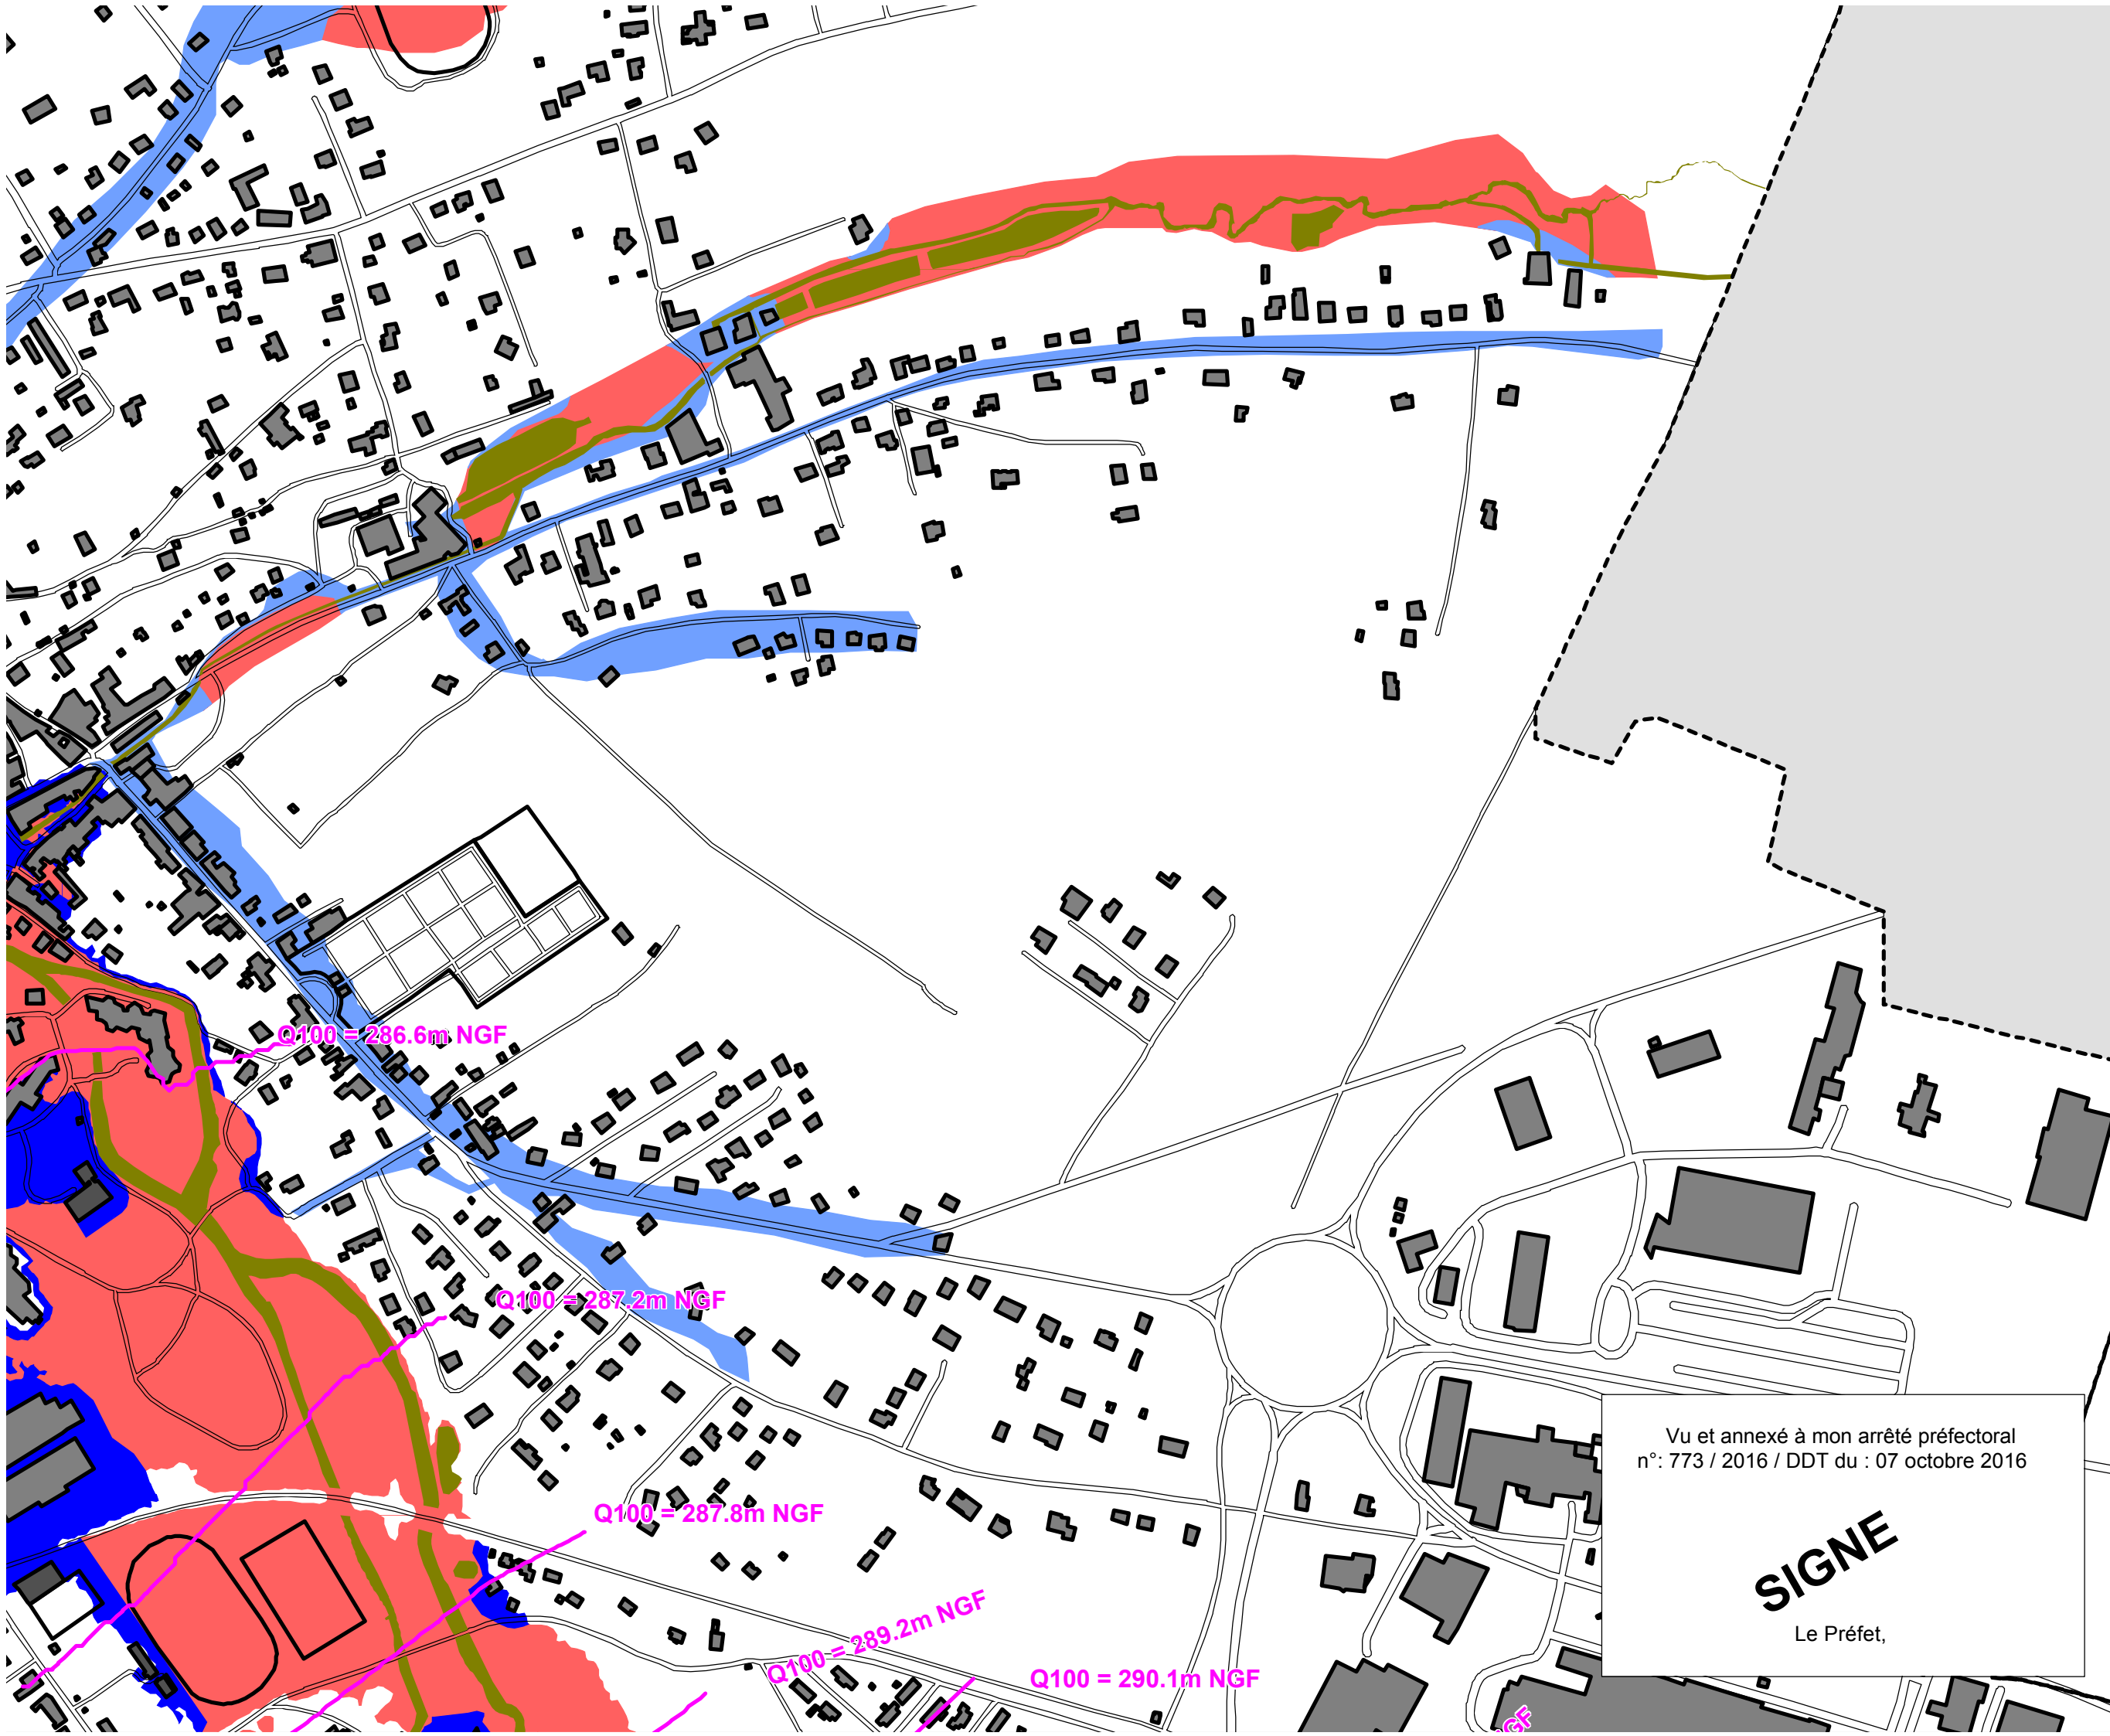 Q100 = 286.6m NGF
Q100 = 287.2m NGF
Q100 = 287.8m NGF
Q100 = 289.2m NGF
Q100 = 290.1m NGF
Vu et annexé à mon arrêté préfectoral
n°: 773 / 2016 / DDT du : 07 octobre 2016
SIGNE
Le Préfet,